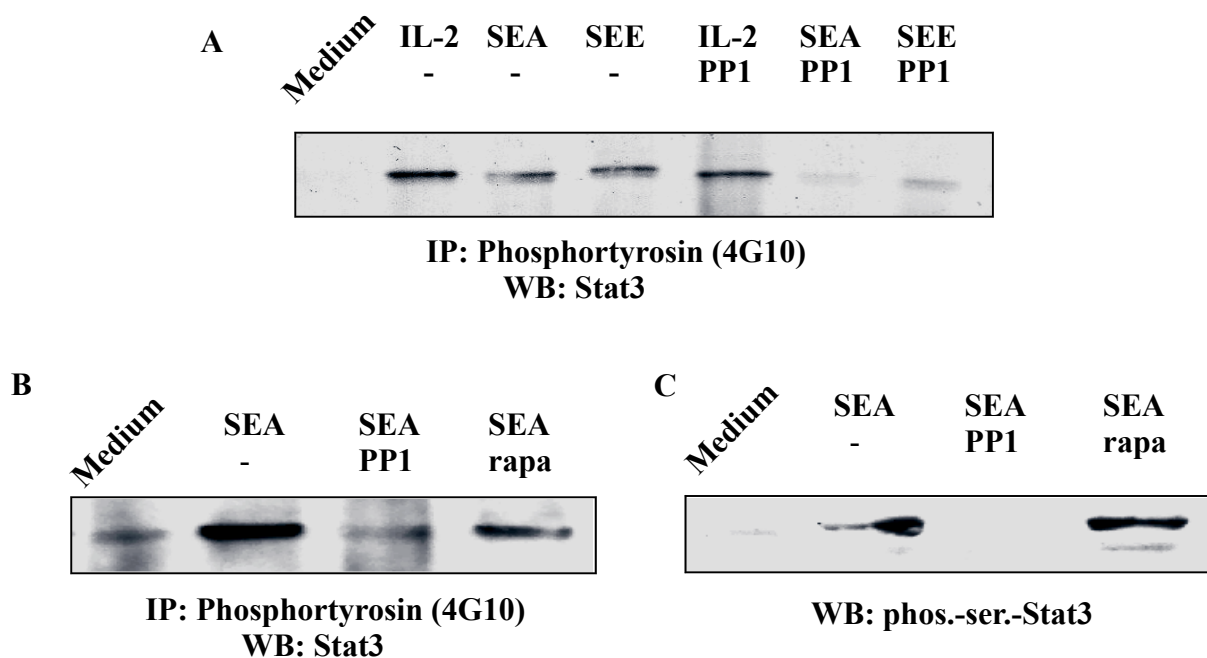 A
Medium IL-2 SEA SEE IL-2 SEA SEE
- - - PP1 PP1 PP1
IP: Phosphortyrosin (4G10)
WB: Stat3
B
Medium SEA SEA SEA
- PP1 rapa
IP: Phosphortyrosin (4G10)
WB: Stat3
C
Medium SEA SEA SEA
- PP1 rapa
WB: phos.-ser.-Stat3